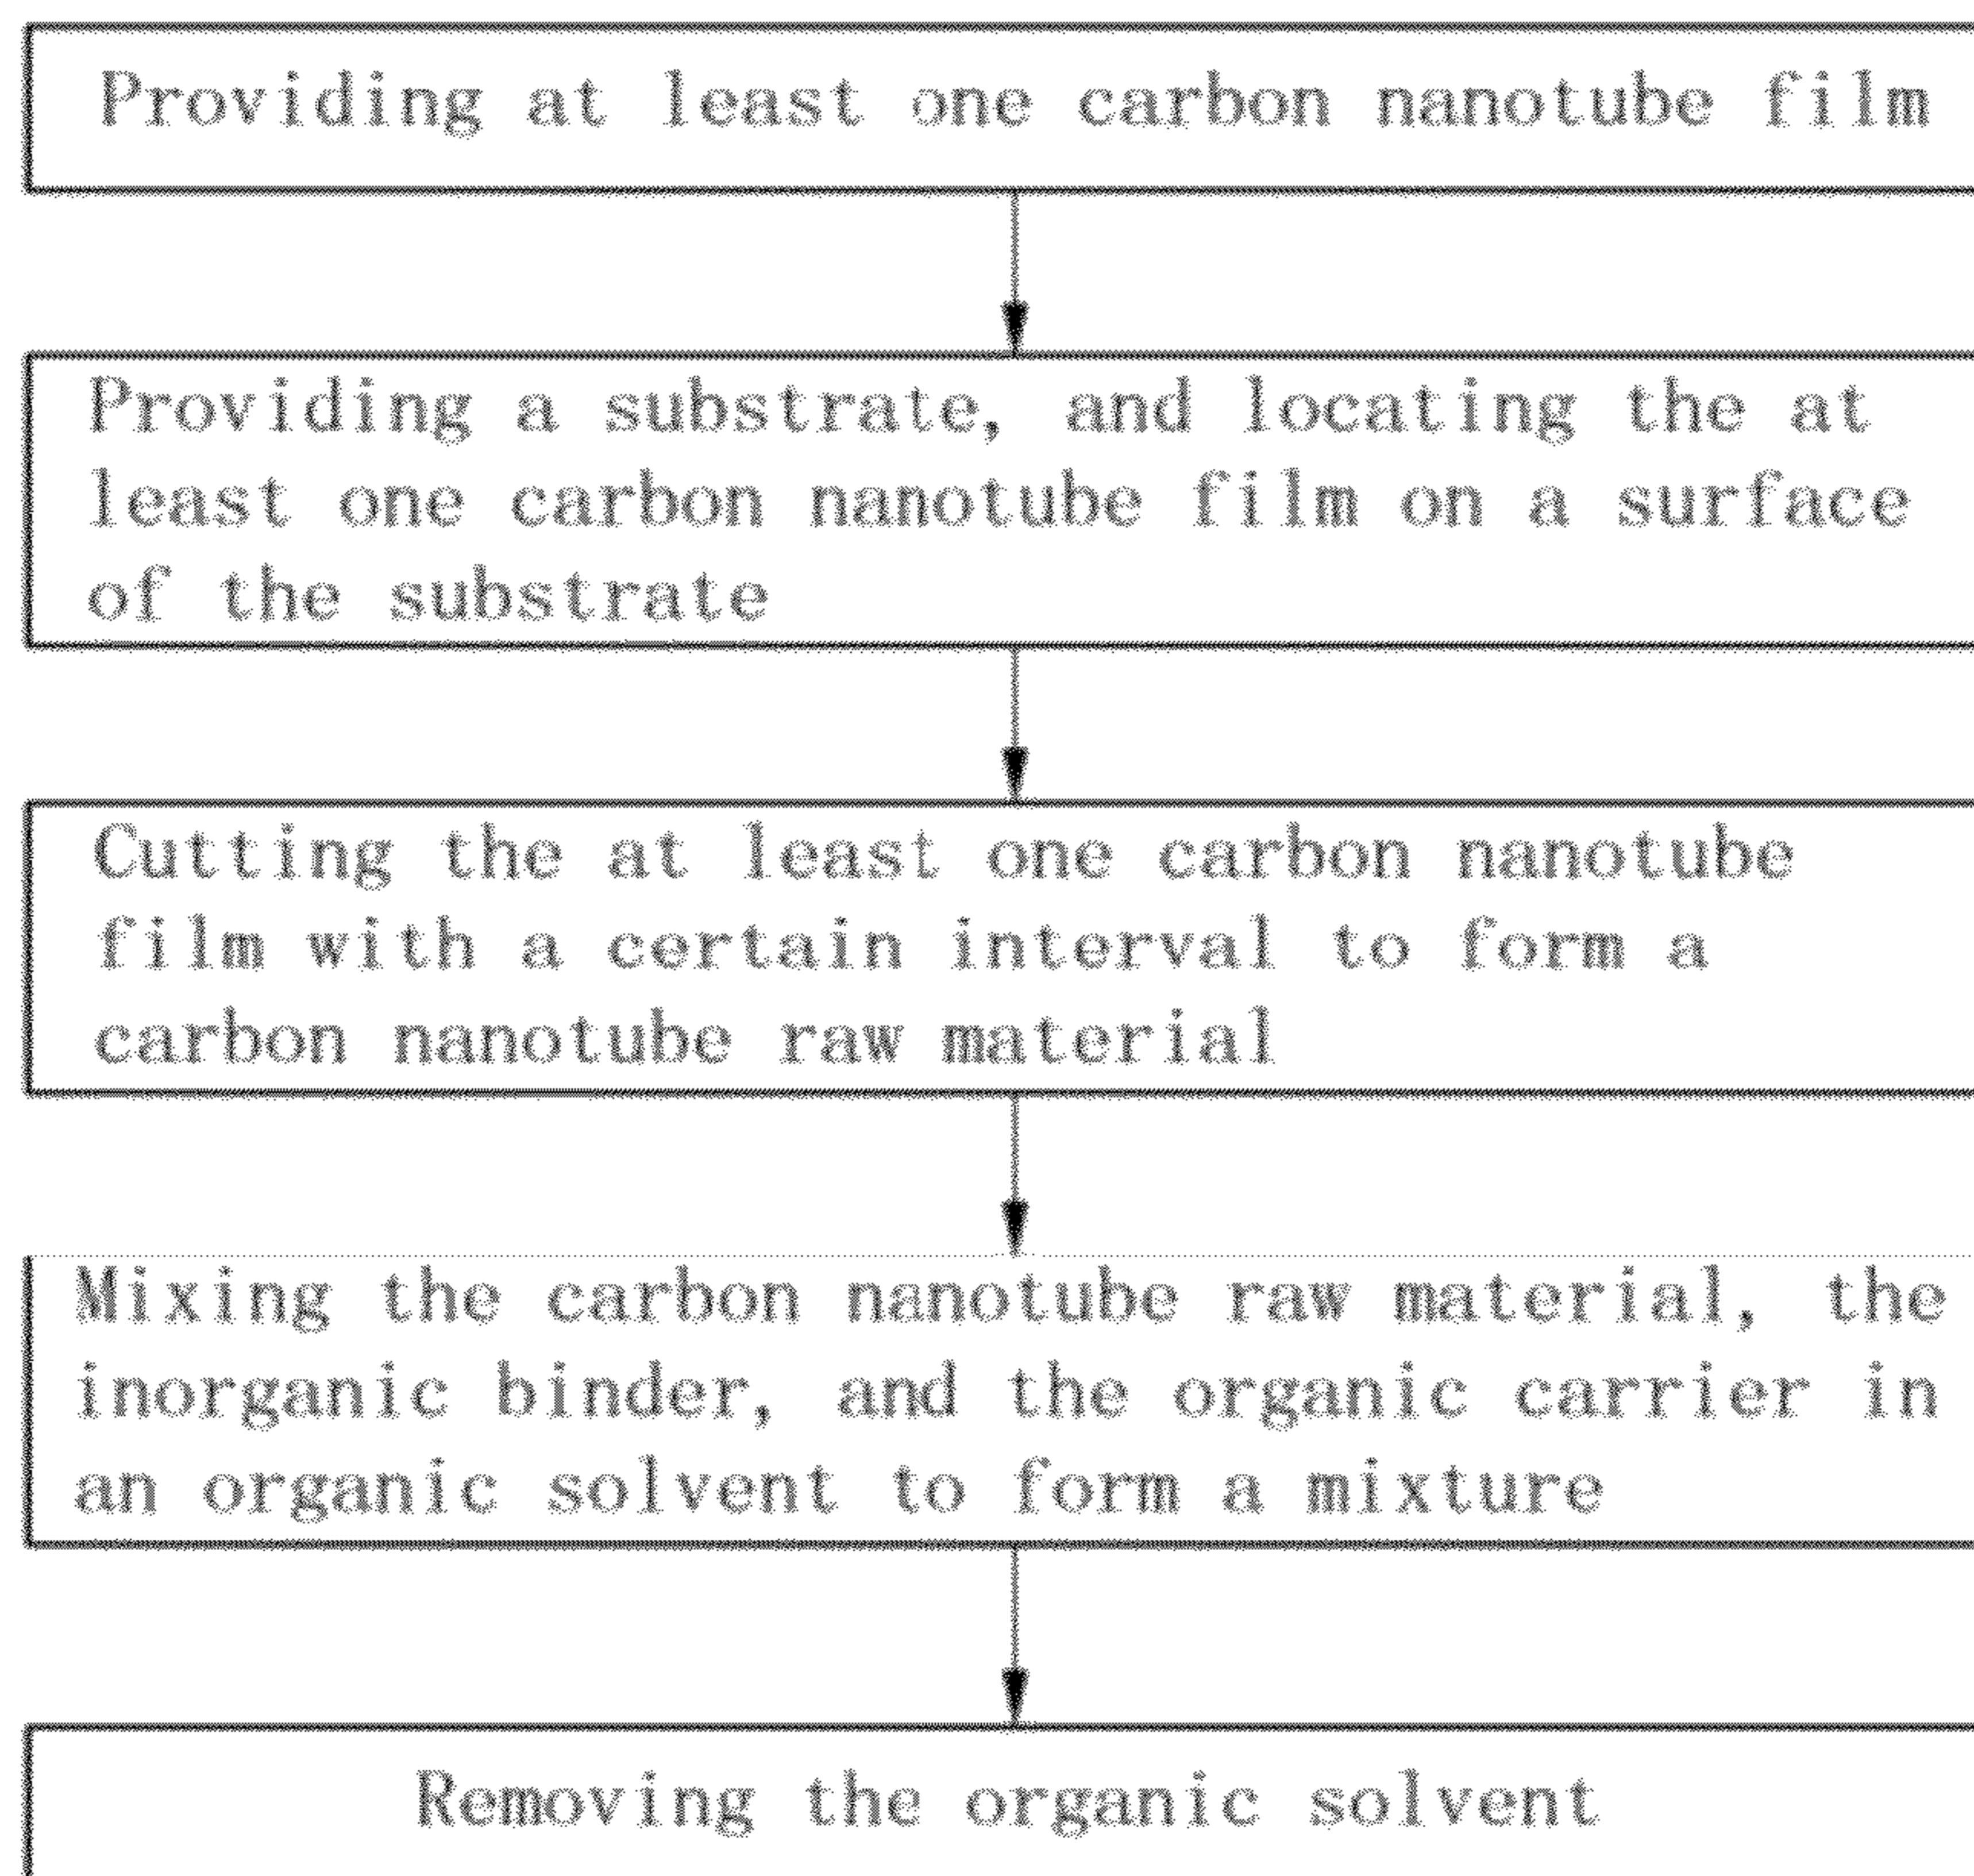 Providing at least one carbon nanotube film
Providing a substrate, and locating the at
least one carbon nanotube film on a surface
of the substrate
Cutting the at least one carbon nanotube
film with a certain interval to form a
carbon nanotube raw material
Mixing the carbon nanotube raw material, the
inorganic binder, and the organic carrier in
an organic solvent to form a mixture
Removing the organic solvent